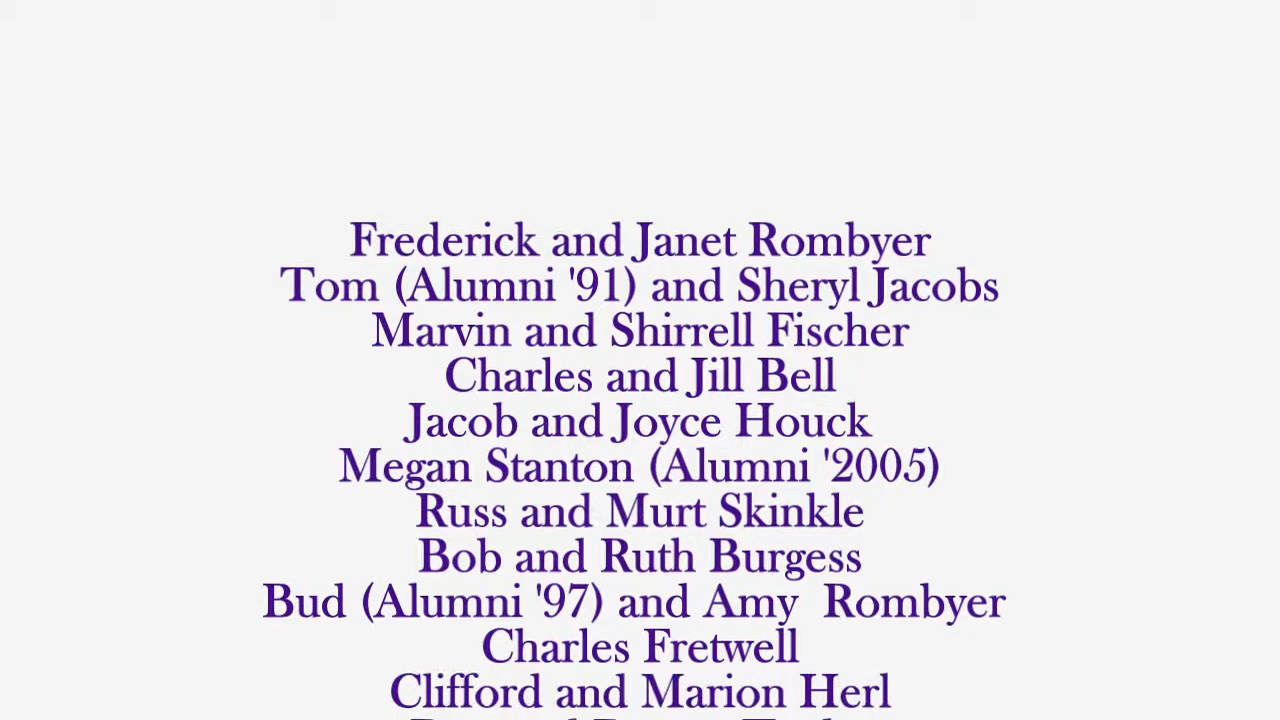 Frederick and Janet Rombyer
Tom (Alumni '91) and Sheryl Jacobs
Marvin and Shirrell Fischer
Charles and Jill Bell
Jacob and Joyce Houck
Megan Stanton (Alumni '2005)
Russ and Murt Skinkle
Bob and Ruth Burgess
Bud (Alumni '97) and Amy  Rombyer
Charles Fretwell
Clifford and Marion Herl